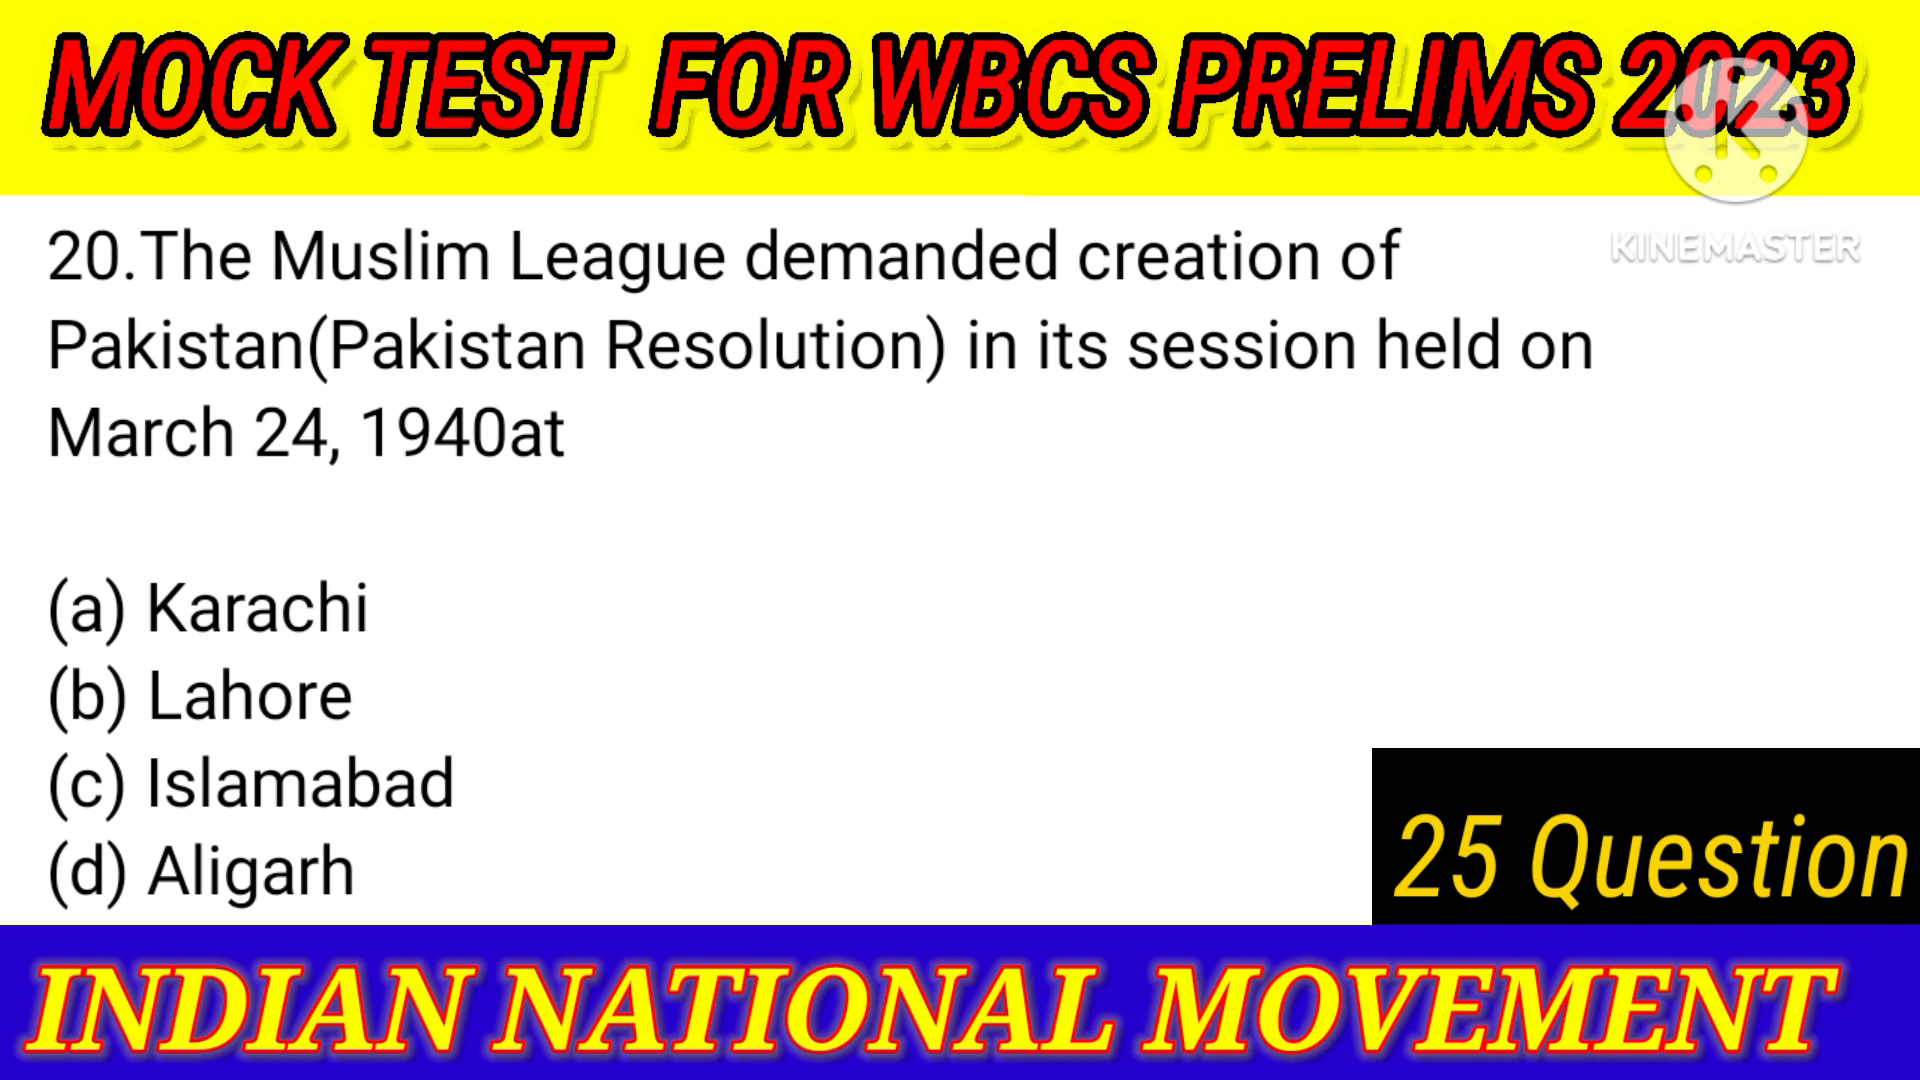 MOCK TEST FOR WBCS PRELIMS 2023
KINEMASTER
20.The Muslim League demanded creation of
Pakistan(Pakistan Resolution) in its session held on
March 24, 1940at
(a) Karachi
(b) Lahore
(c) Islamabad
(d) Aligarh
25 Question
INDIAN NATIONAL MOVEMENT